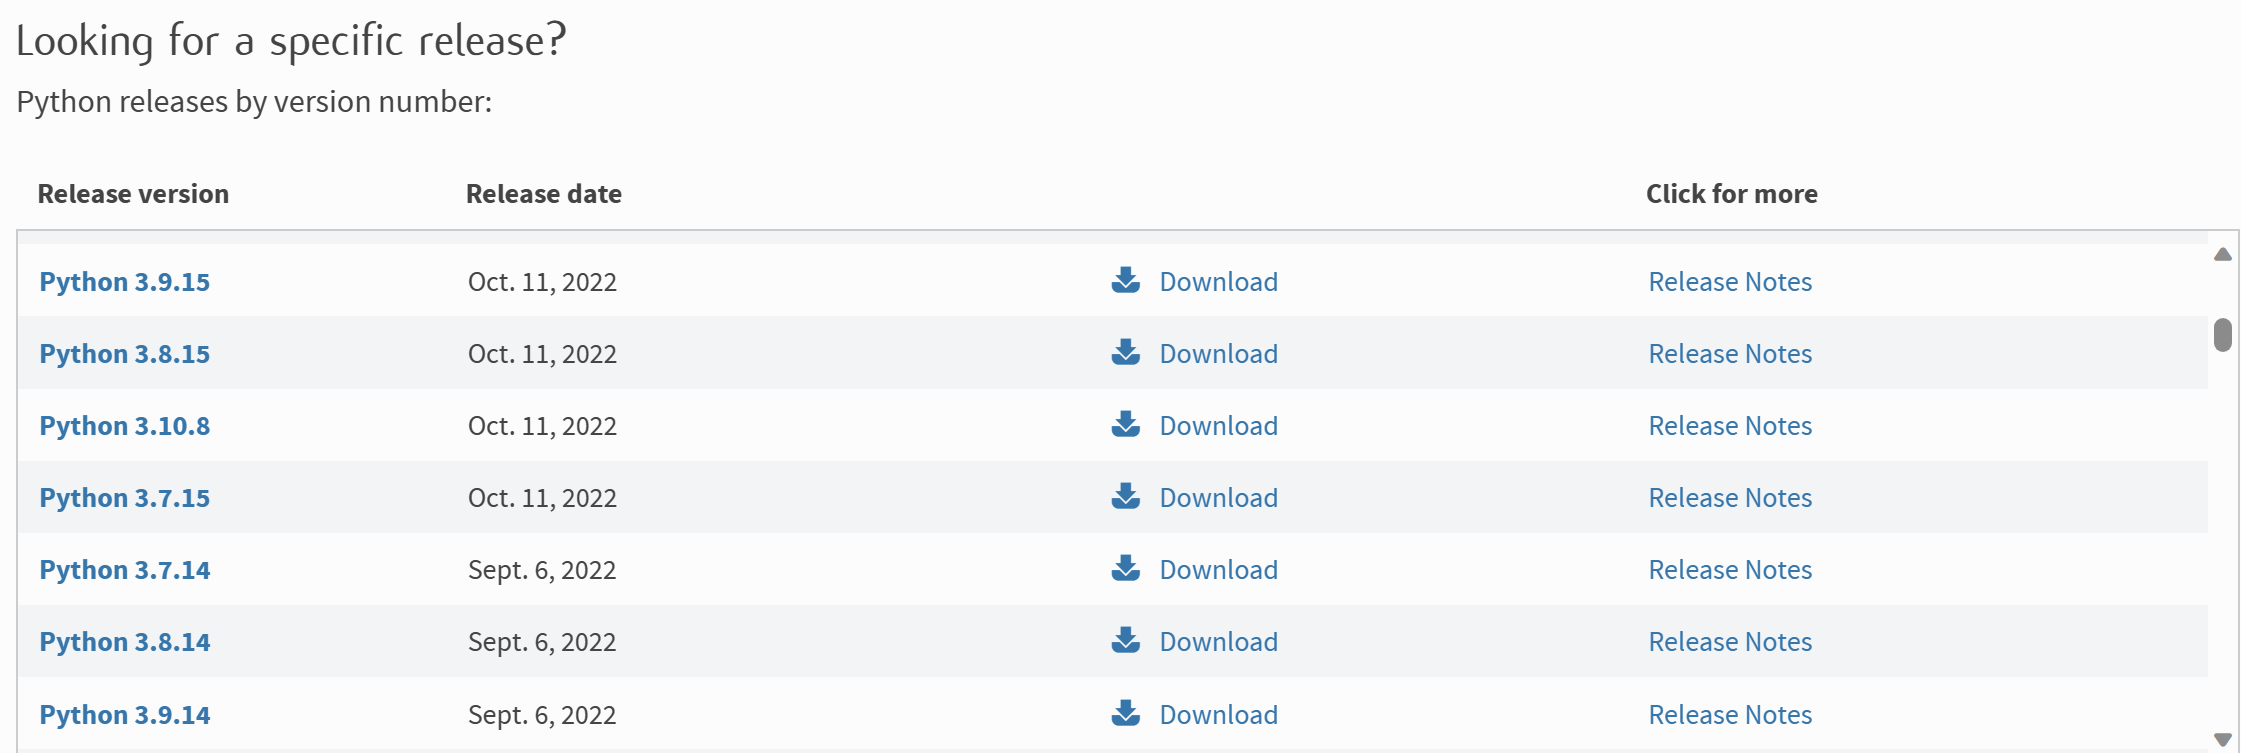 Looking for a specific release?
Python releases by version number:
Release version Release date Click for more
Python 3.9.15 Oct. 11, 2022 Download Release Notes
Python 3.8.15 Oct. 11, 2022 Download Release Notes
Python 3.10.8 Oct. 11, 2022 Download Release Notes
Python 3.7.15 Oct. 11, 2022 Download Release Notes
Python 3.7.14 Sept. 6, 2022 Download Release Notes
Python 3.8.14 Sept. 6, 2022 Download Release Notes
Python 3.9.14 Sept. 6, 2022 Download Release Notes